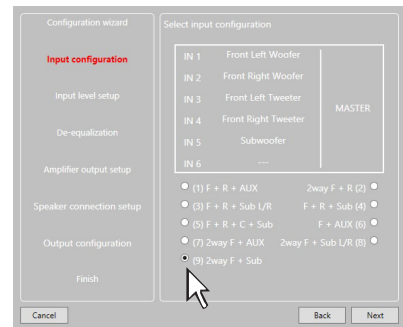 Configuration wizard
Input configuration
Input level setup
De-equalization
Amplifier output setup
Speaker connection setup
Output configuration
Finish
Select input configuration
IN 1 Front Left Woofer
IN 2 Front Right Woofer
IN 3 Front Left Tweeter
IN 4 Front Right Tweeter
IN 5 Subwoofer
IN 6 ----
MASTER
(1) F + R + AUX 2way F + R (2)
(3) F + R + Sub L/R F + R + Sub (4)
(5) F + R + C + Sub F + AUX (6)
(7) 2way F + AUX 2way F + Sub L/R (8)
(9) 2way F + Sub
Cancel Back Next